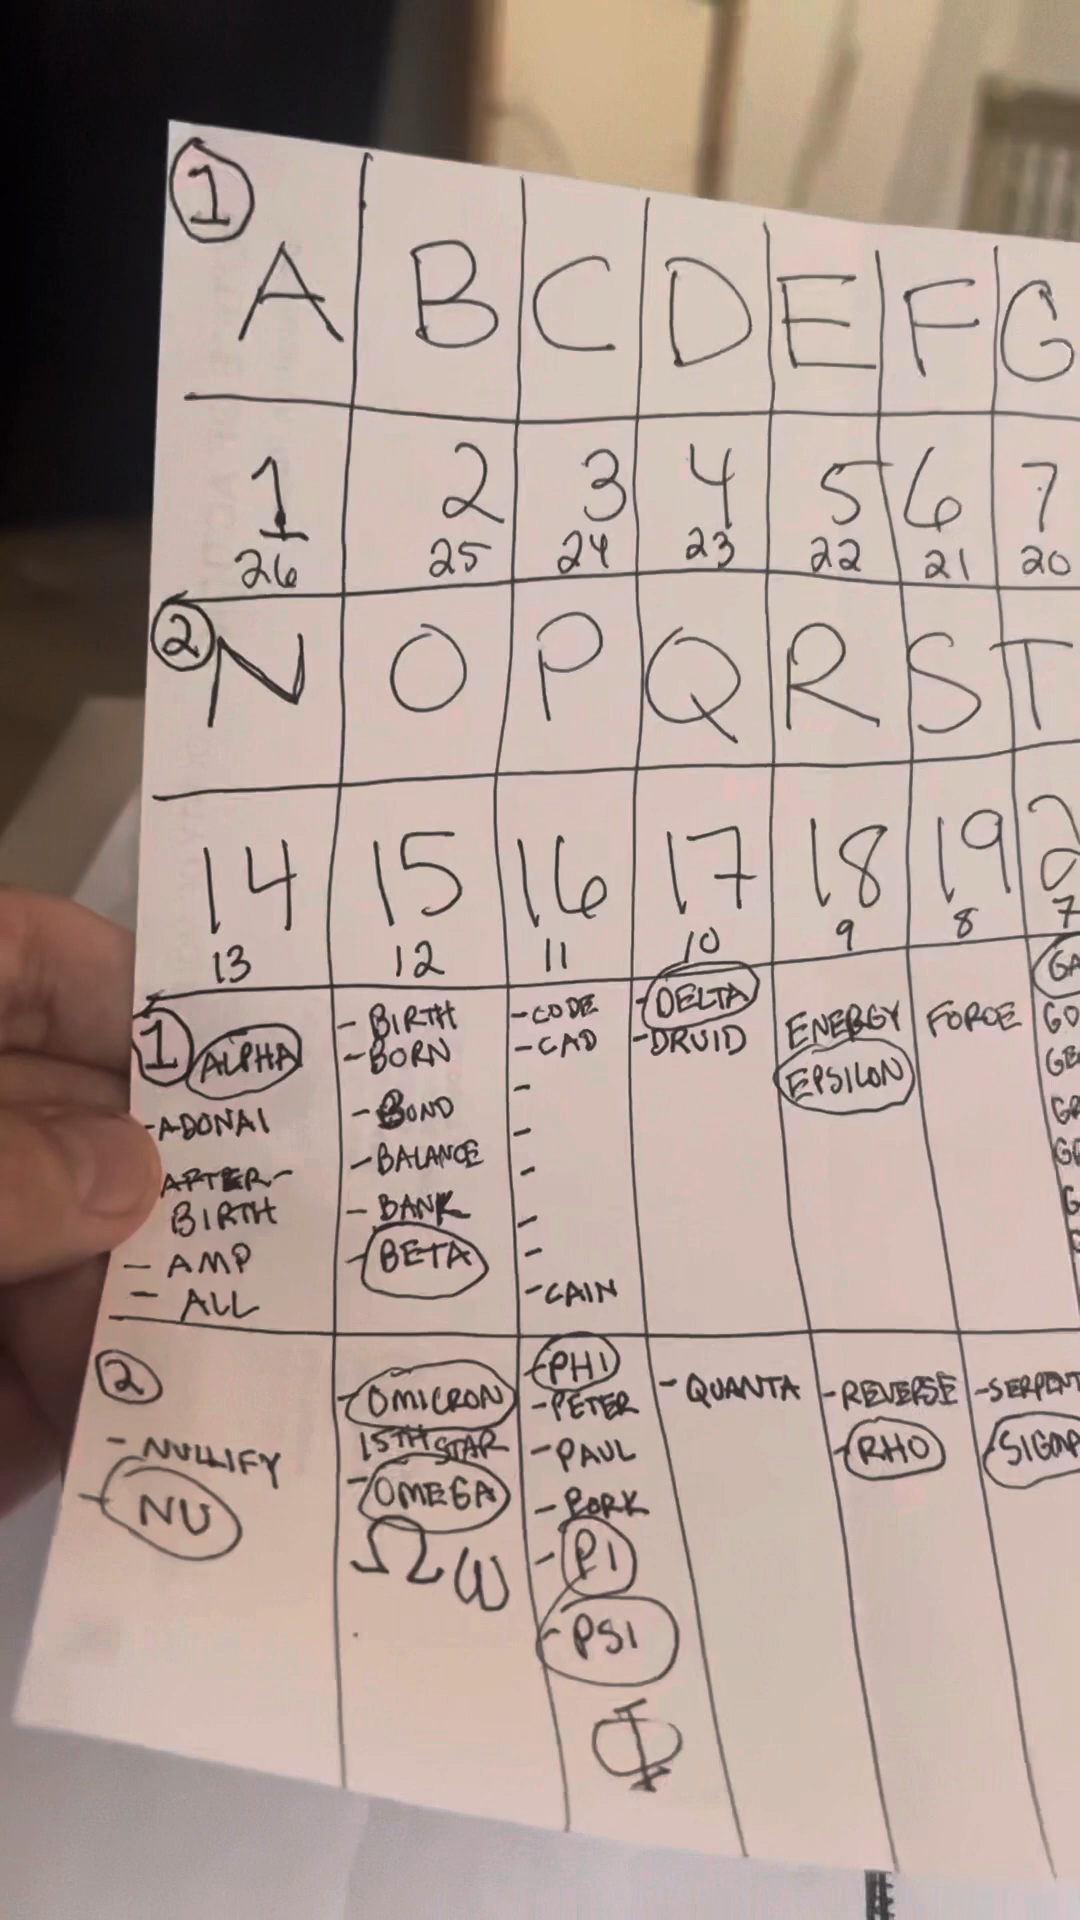 1
A B C D E F G
1 2 3 4 5 6 7
26 25 24 23 22 21 20
2
N O P Q R S T
14 15 16 17 18 19
13 12 11 10 9 8 7
1
ALPHA
-ADONAI
AFTER-
BIRTH
- AMP
- ALL
- BIRTH
- BORN
- BOND
- BALANCE
- BANK
- BETA
- CODE
- CAD
-
-
-
-
-
- CAIN
- DELTA
- DRUID
ENERGY
EPSILON
FORCE
2
- NULLIFY
- NU
- OMICRON
15TH STAR
- OMEGA
Ω ω
- PHI
- PETER
- PAUL
- PORK
- PI
- PSI
Φ
- QUANTA
- REVERSE
- RHO
- SERPENT